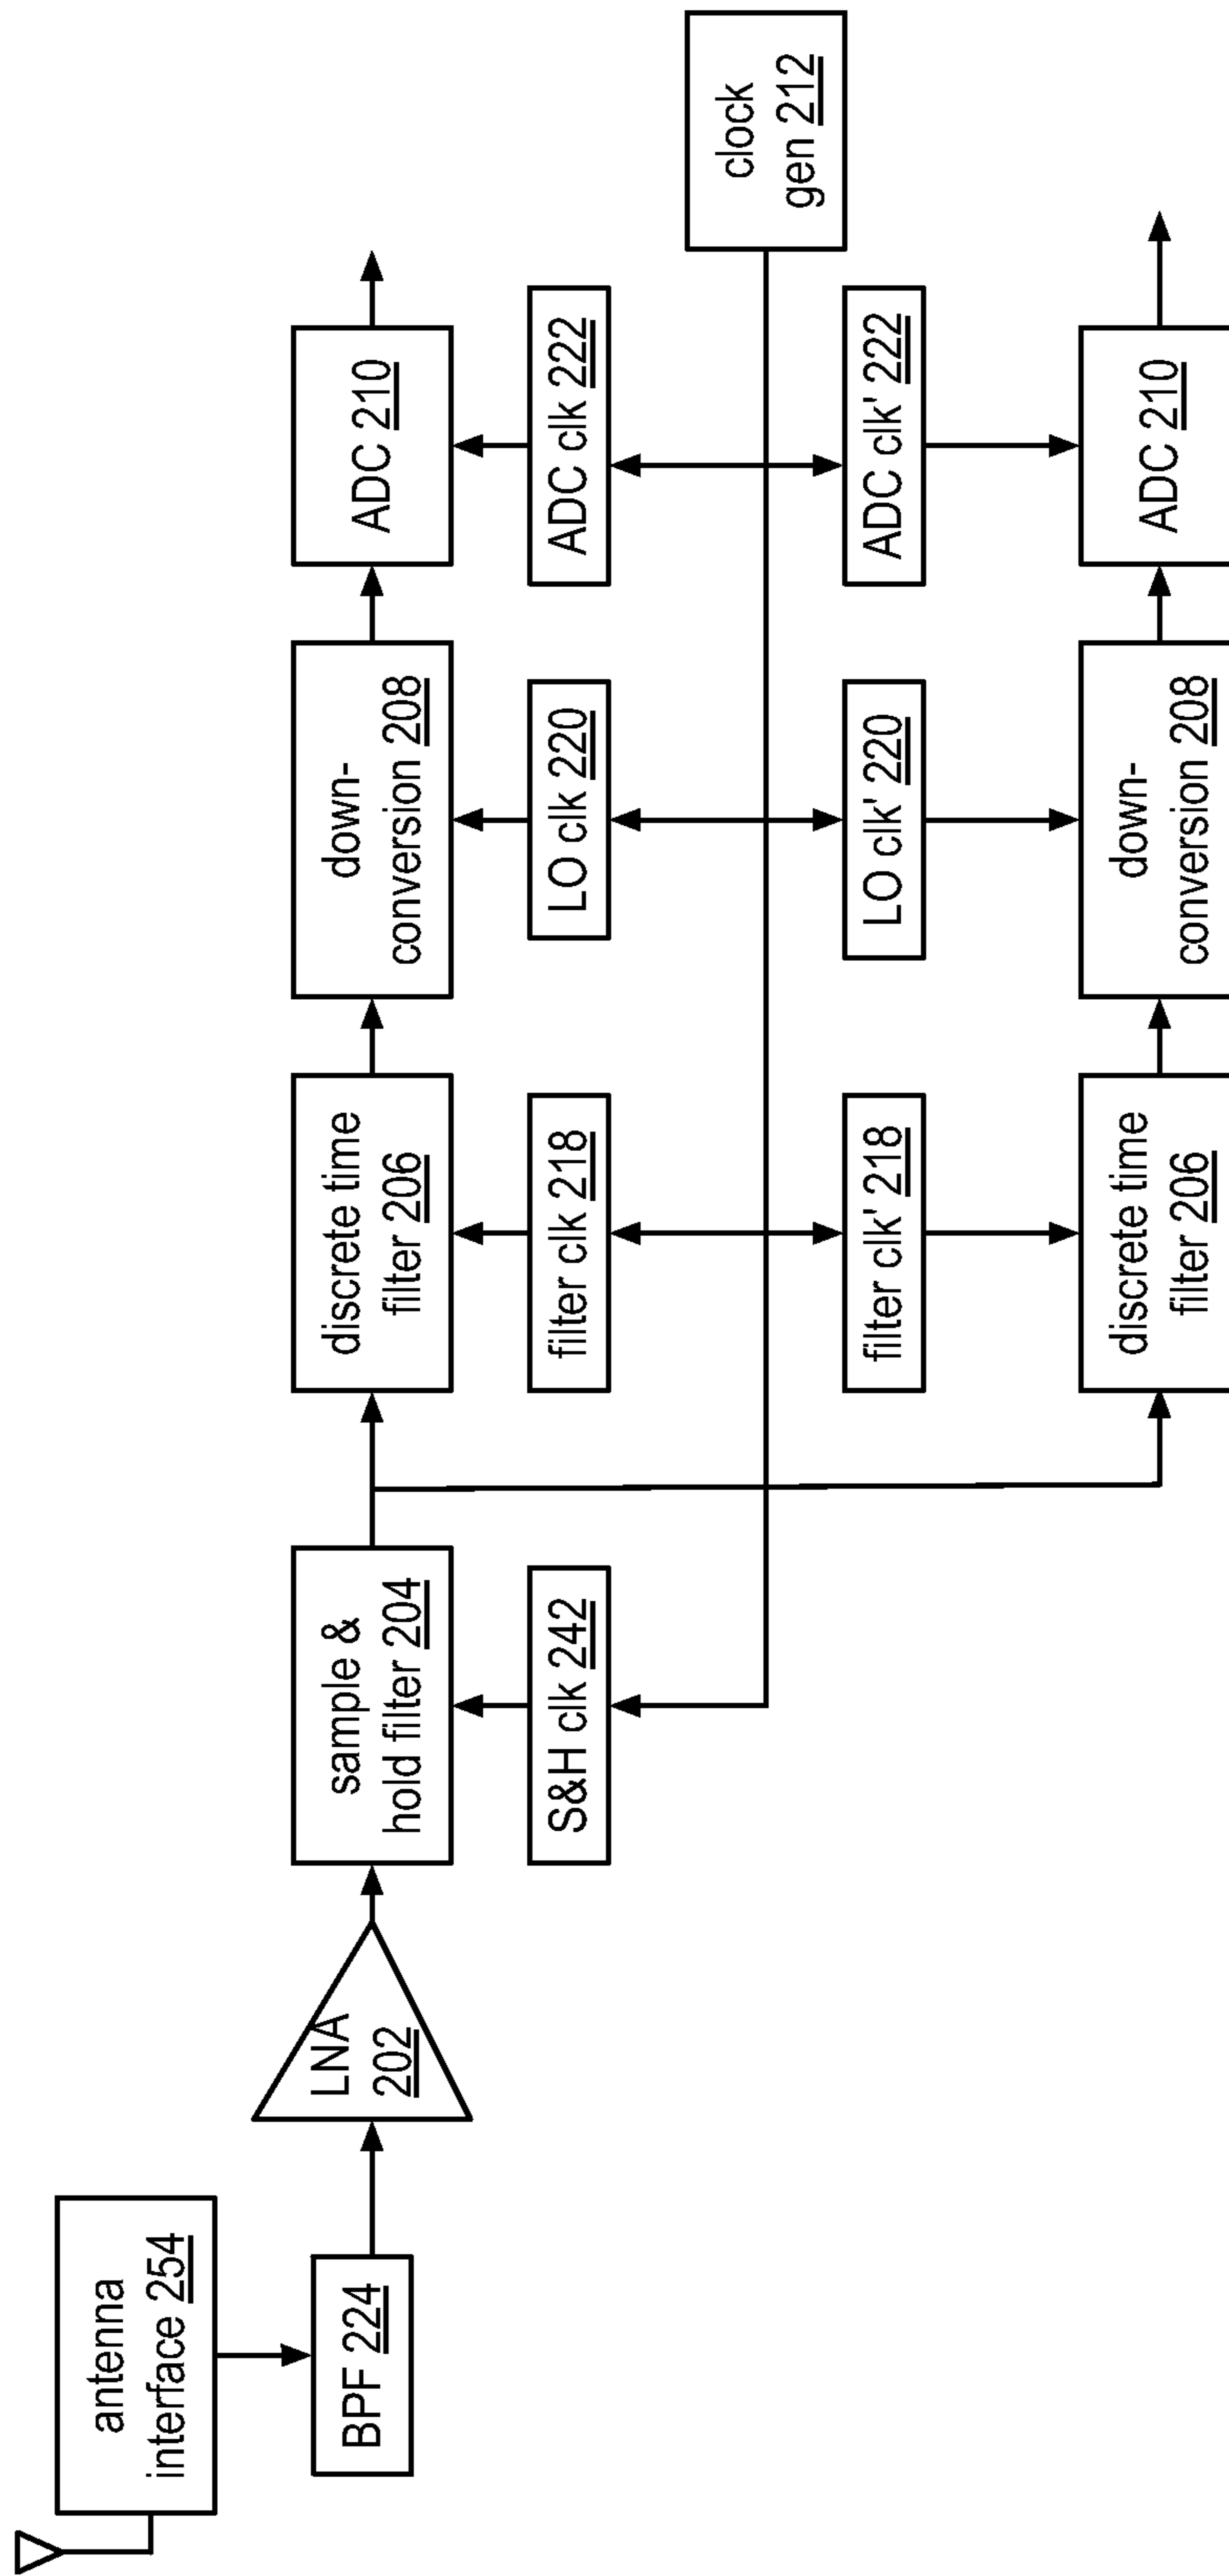 antenna
interface 254
BPF 224
LNA
202
sample &
hold filter 204
S&H clk 242
discrete time
filter 206
filter clk 218
filter clk' 218
discrete time
filter 206
down-
conversion 208
LO clk 220
LO clk' 220
down-
conversion 208
ADC 210
ADC clk 222
ADC clk' 222
ADC 210
clock
gen 212